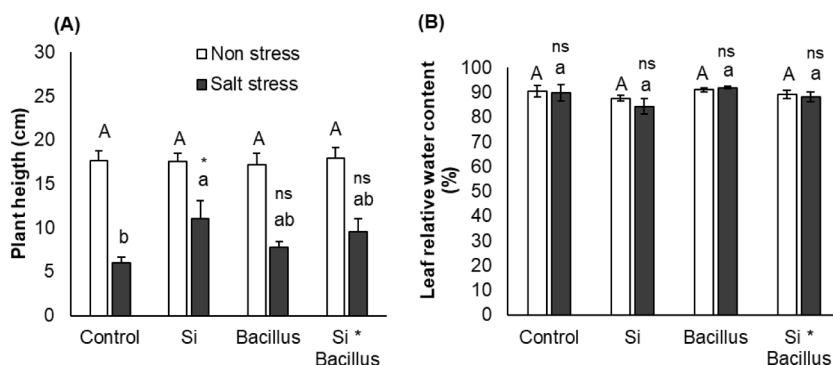 (A)
Plant heigth (cm)
30
25
20
15
10
5
0
Non stress
Salt stress
A
b
A
*
a
A
ns
ab
A
ns
ab
Control
Si
Bacillus
Si *
Bacillus
(B)
Leaf relative water content
(%)
100
90
80
70
60
50
40
30
20
10
0
A
ns
a
A
ns
a
A
ns
a
A
ns
a
Control
Si
Bacillus
Si *
Bacillus